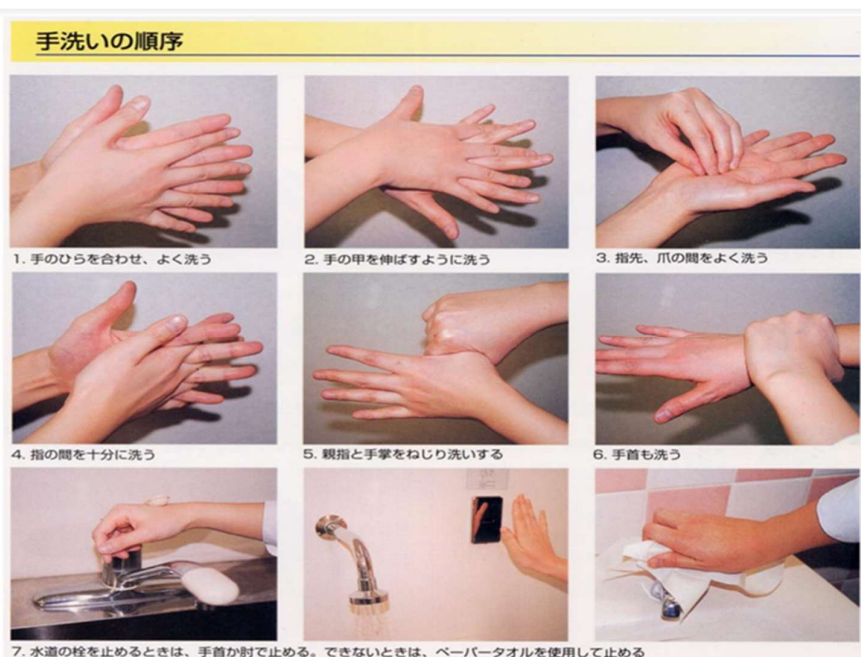 手洗いの順序
1. 手のひらを合わせ、よく洗う
2. 手の甲を伸ばすように洗う
3. 指先、爪の間をよく洗う
4. 指の間を十分に洗う
5. 親指と手掌をねじり洗いする
6. 手首も洗う
7. 水道の栓を止めるときは、手首か肘で止める。できないときは、ペーパータオルを使用して止める